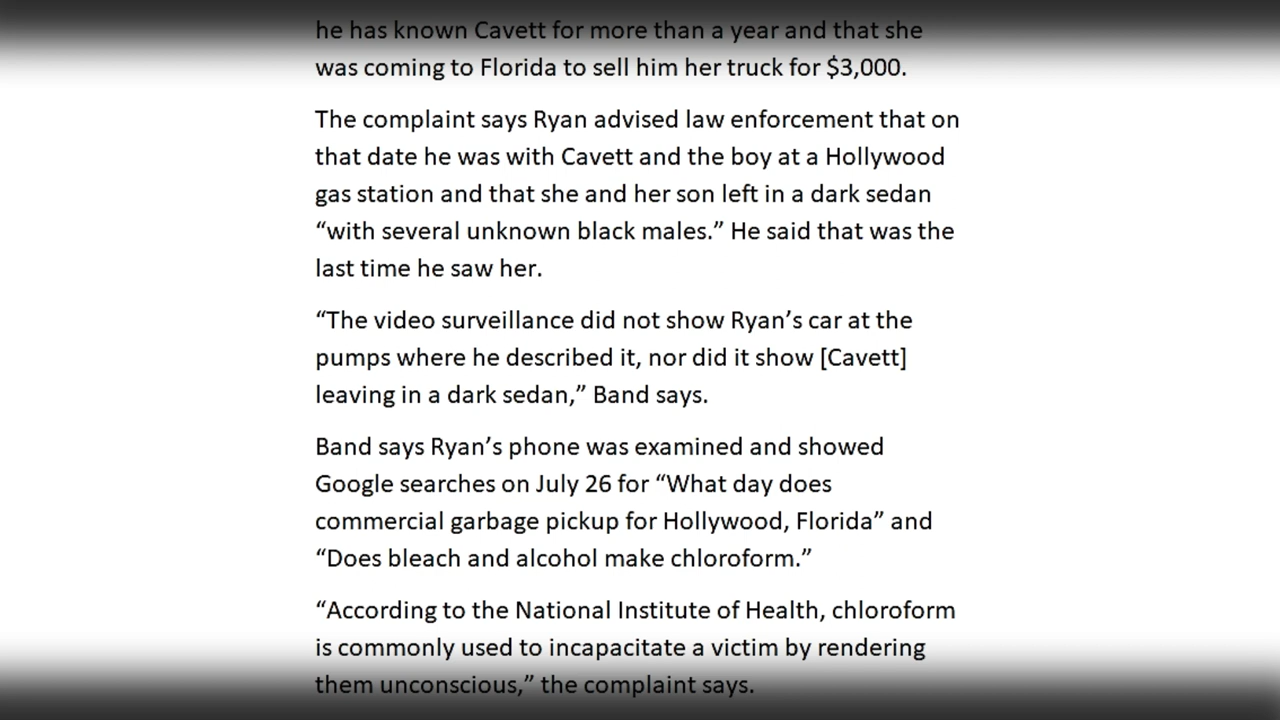 he has known Cavett for more than a year and that she
was coming to Florida to sell him her truck for $3,000.
The complaint says Ryan advised law enforcement that on
that date he was with Cavett and the boy at a Hollywood
gas station and that she and her son left in a dark sedan
“with several unknown black males.” He said that was the
last time he saw her.
“The video surveillance did not show Ryan’s car at the
pumps where he described it, nor did it show [Cavett]
leaving in a dark sedan,” Band says.
Band says Ryan’s phone was examined and showed
Google searches on July 26 for “What day does
commercial garbage pickup for Hollywood, Florida” and
“Does bleach and alcohol make chloroform.”
“According to the National Institute of Health, chloroform
is commonly used to incapacitate a victim by rendering
them unconscious,” the complaint says.